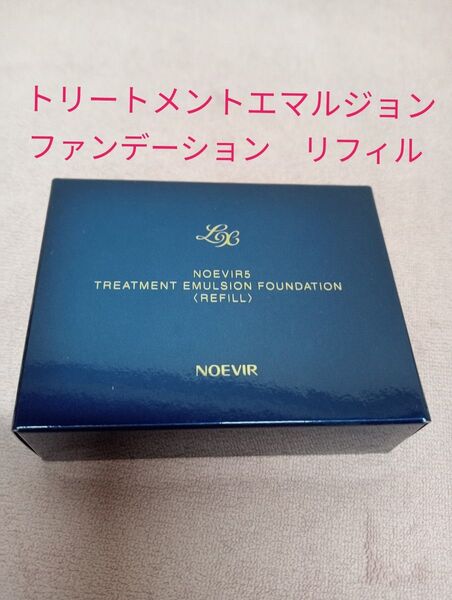 トリートメントエマルジョン
ファンデーション　リフィル
LX
NOEVIR5
TREATMENT EMULSION FOUNDATION
〈REFILL〉
NOEVIR